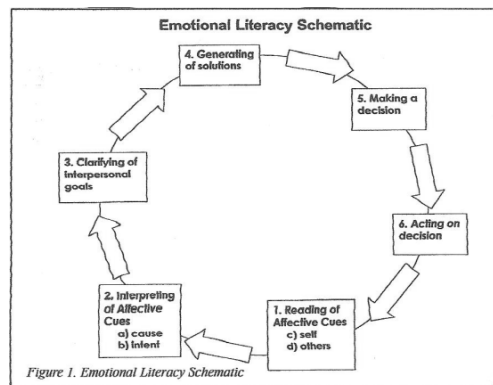 Emotional Literacy Schematic
4. Generating
of solutions
5. Making a
decision
3. Clarifying of
interpersonal
goals
6. Acting on
decision
2. Interpreting
of Affective
Cues
a) cause
b) intent
1. Reading of
Affective Cues
c) self
d) others
Figure 1. Emotional Literacy Schematic